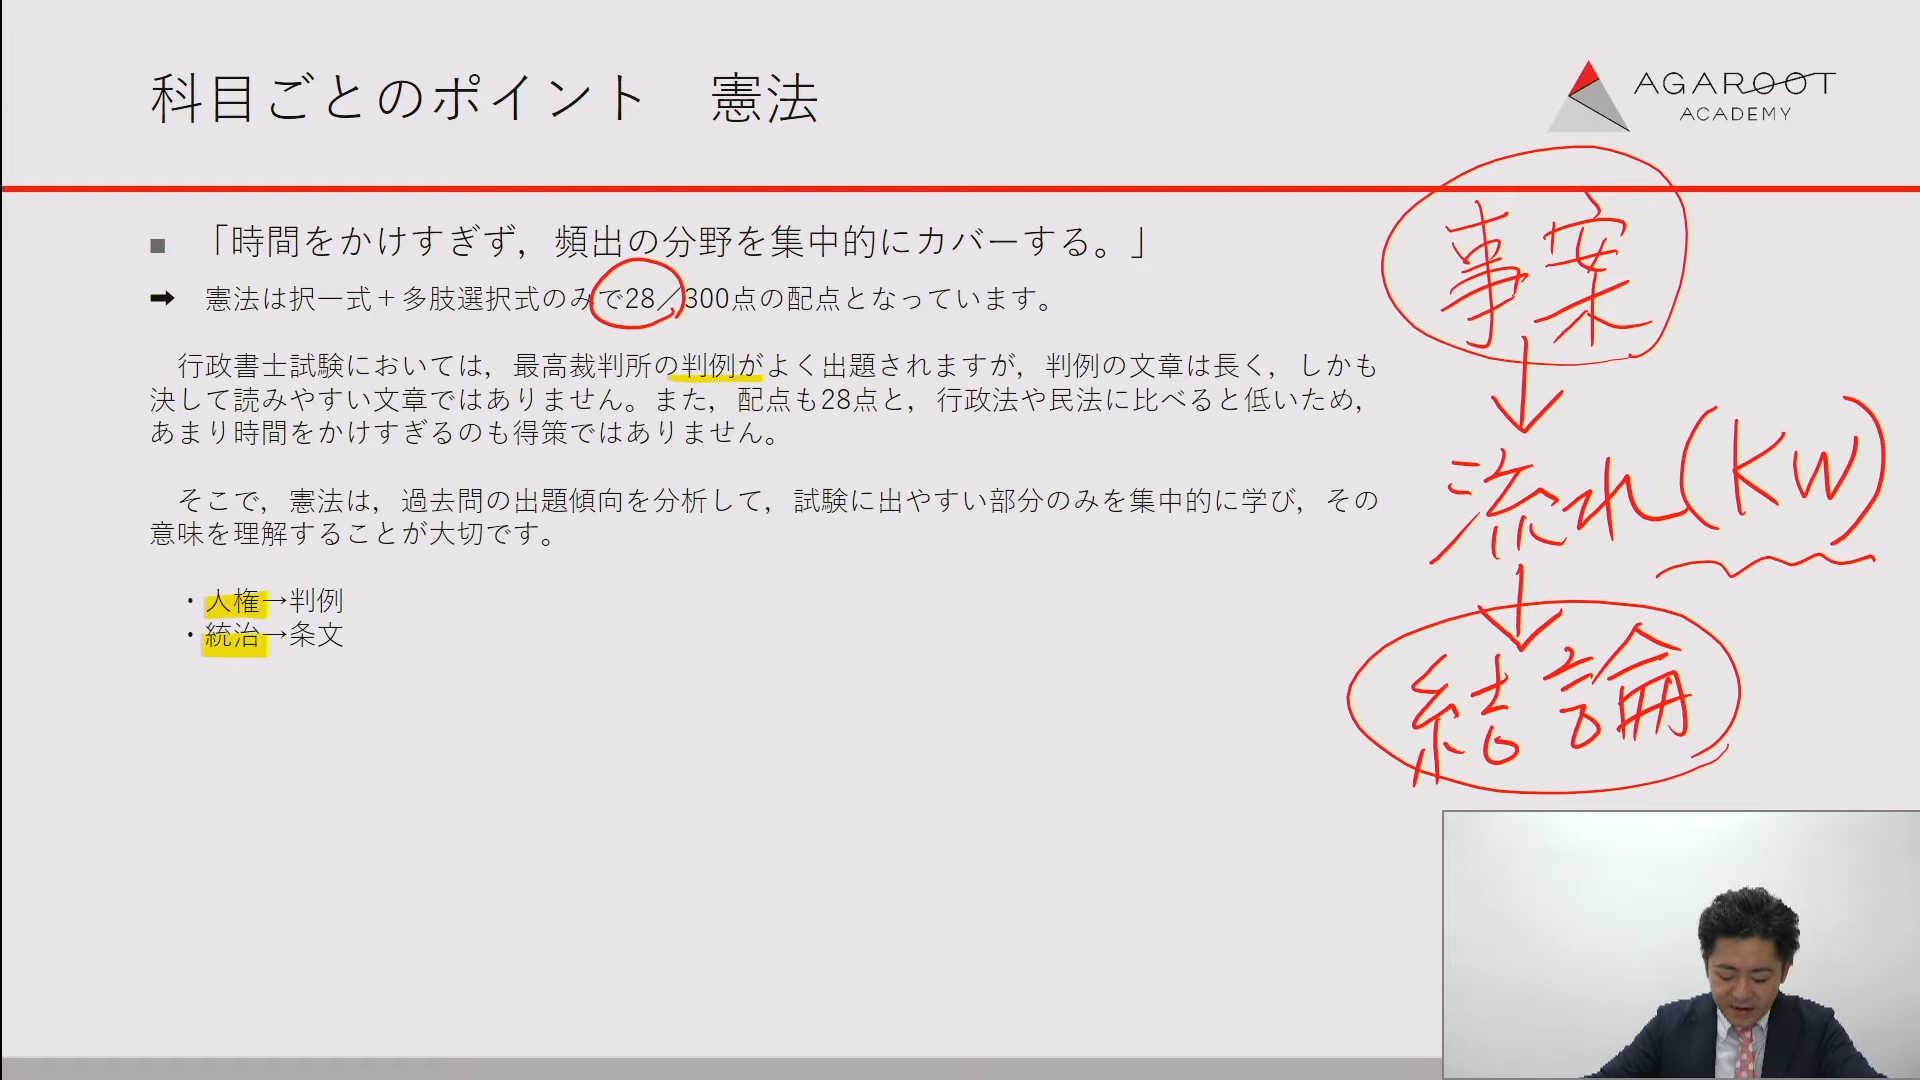 科目ごとのポイント　憲法
AGAROOT
ACADEMY
■ 「時間をかけすぎず，頻出の分野を集中的にカバーする。」
➡ 憲法は択一式＋多肢選択式のみで28／300点の配点となっています。
行政書士試験においては，最高裁判所の判例がよく出題されますが，判例の文章は長く，しかも
決して読みやすい文章ではありません。また，配点も28点と，行政法や民法に比べると低いため，
あまり時間をかけすぎるのも得策ではありません。
そこで，憲法は，過去問の出題傾向を分析して，試験に出やすい部分のみを集中的に学び，その
意味を理解することが大切です。
・人権→判例
・統治→条文
事案
↓
流れ(KW)
↓
結論